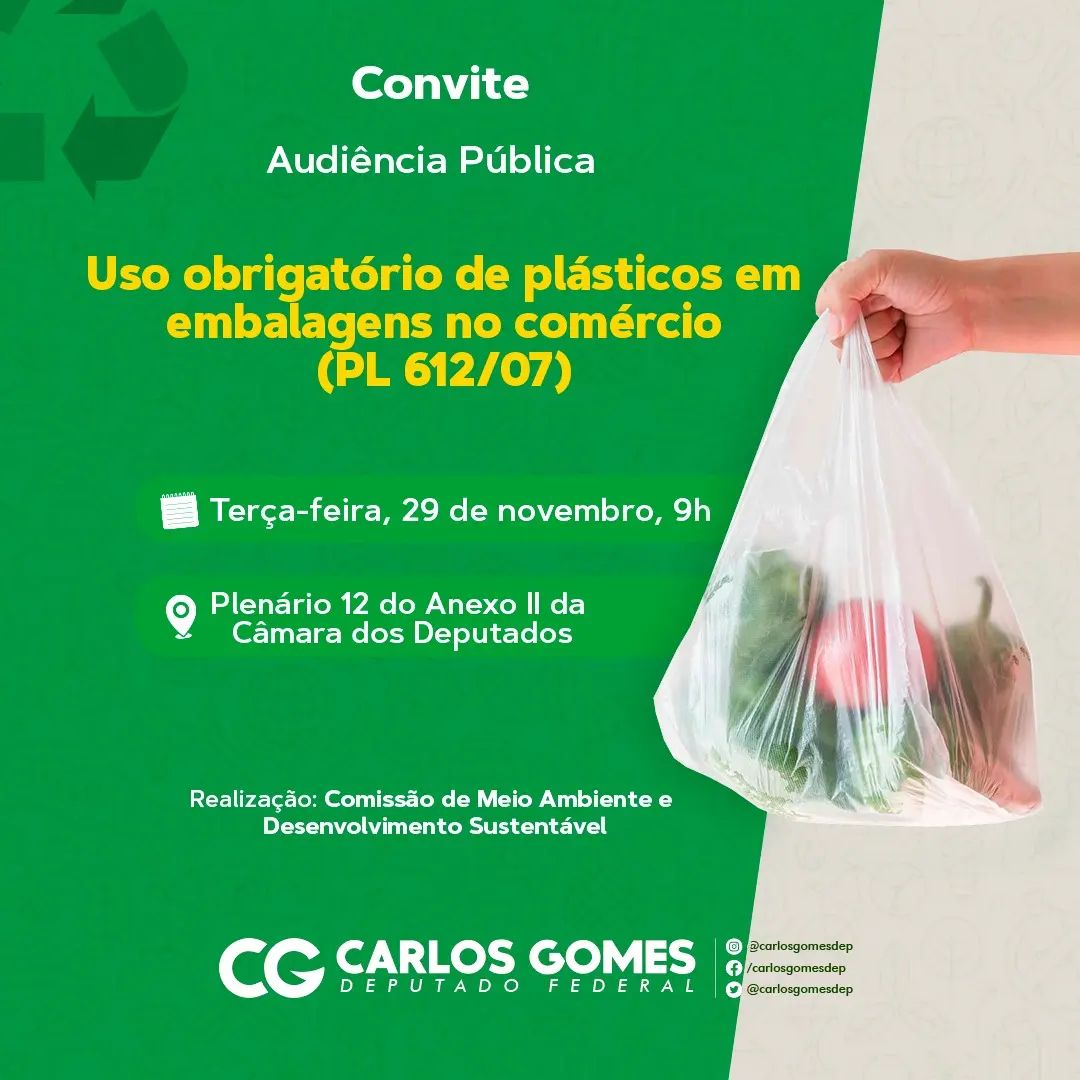 Convite
Audiência Pública
Uso obrigatório de plásticos em
embalagens no comércio
(PL 612/07)
Terça-feira, 29 de novembro, 9h
Plenário 12 do Anexo II da
Câmara dos Deputados
Realização: Comissão de Meio Ambiente e
Desenvolvimento Sustentável
CG CARLOS GOMES
DEPUTADO FEDERAL
@carlosgomesdep
/carlosgomesdep
@carlosgomesdep